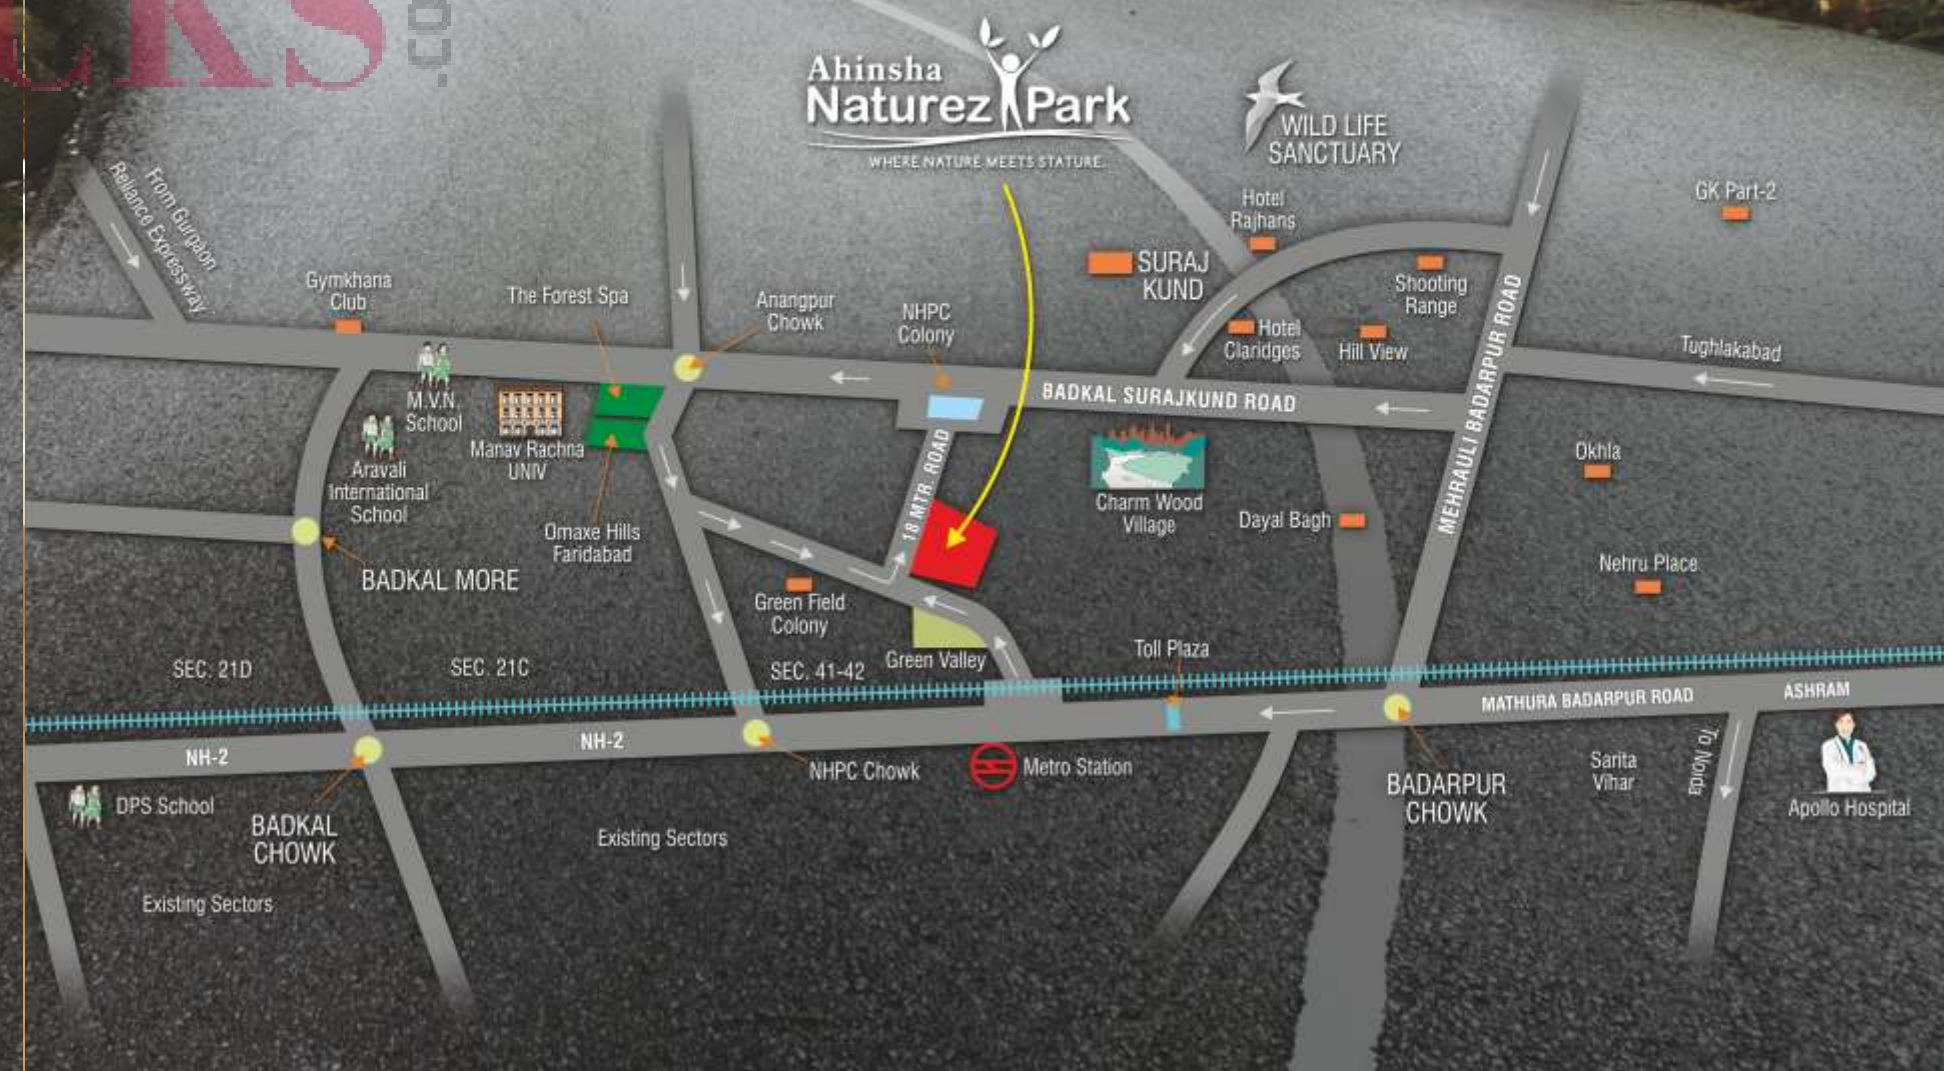 CKS
.CO
Ahinsha
Naturez Park
WHERE NATURE MEETS STATURE.
WILD LIFE
SANCTUARY
From Gurgaon
Reliance Expressway
GK Part-2
Hotel
Rajhans
SURAJ
KUND
Shooting
Range
Gymkhana
Club
The Forest Spa
Anangpur
Chowk
NHPC
Colony
Hotel
Claridges
Hill View
Tughlakabad
M.V.N.
School
BADKAL SURAJKUND ROAD
MEHRAULI BADARPUR ROAD
Manav Rachna
UNIV
Aravali
International
School
18 MTR. ROAD
Okhla
Charm Wood
Village
Dayal Bagh
Omaxe Hills
Faridabad
BADKAL MORE
Nehru Place
Green Field
Colony
Green Valley
Toll Plaza
SEC. 21D
SEC. 21C
SEC. 41-42
MATHURA BADARPUR ROAD
ASHRAM
NH-2
NH-2
NHPC Chowk
Metro Station
BADARPUR
CHOWK
Sarita
Vihar
To Noida
Apollo Hospital
DPS School
BADKAL
CHOWK
Existing Sectors
Existing Sectors